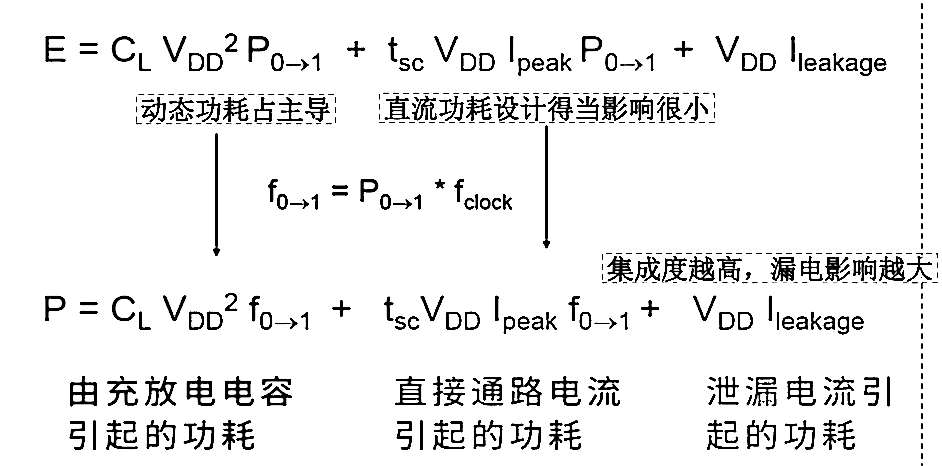 E = C_L V_DD² P_0→1 + t_sc V_DD I_peak P_0→1 + V_DD I_leakage
动态功耗占主导 直流功耗设计得当影响很小
f_0→1 = P_0→1 * f_clock
集成度越高，漏电影响越大
P = C_L V_DD² f_0→1 + t_sc V_DD I_peak f_0→1 + V_DD I_leakage
由充放电电容 直接通路电流 泄漏电流引
引起的功耗 引起的功耗 起的功耗